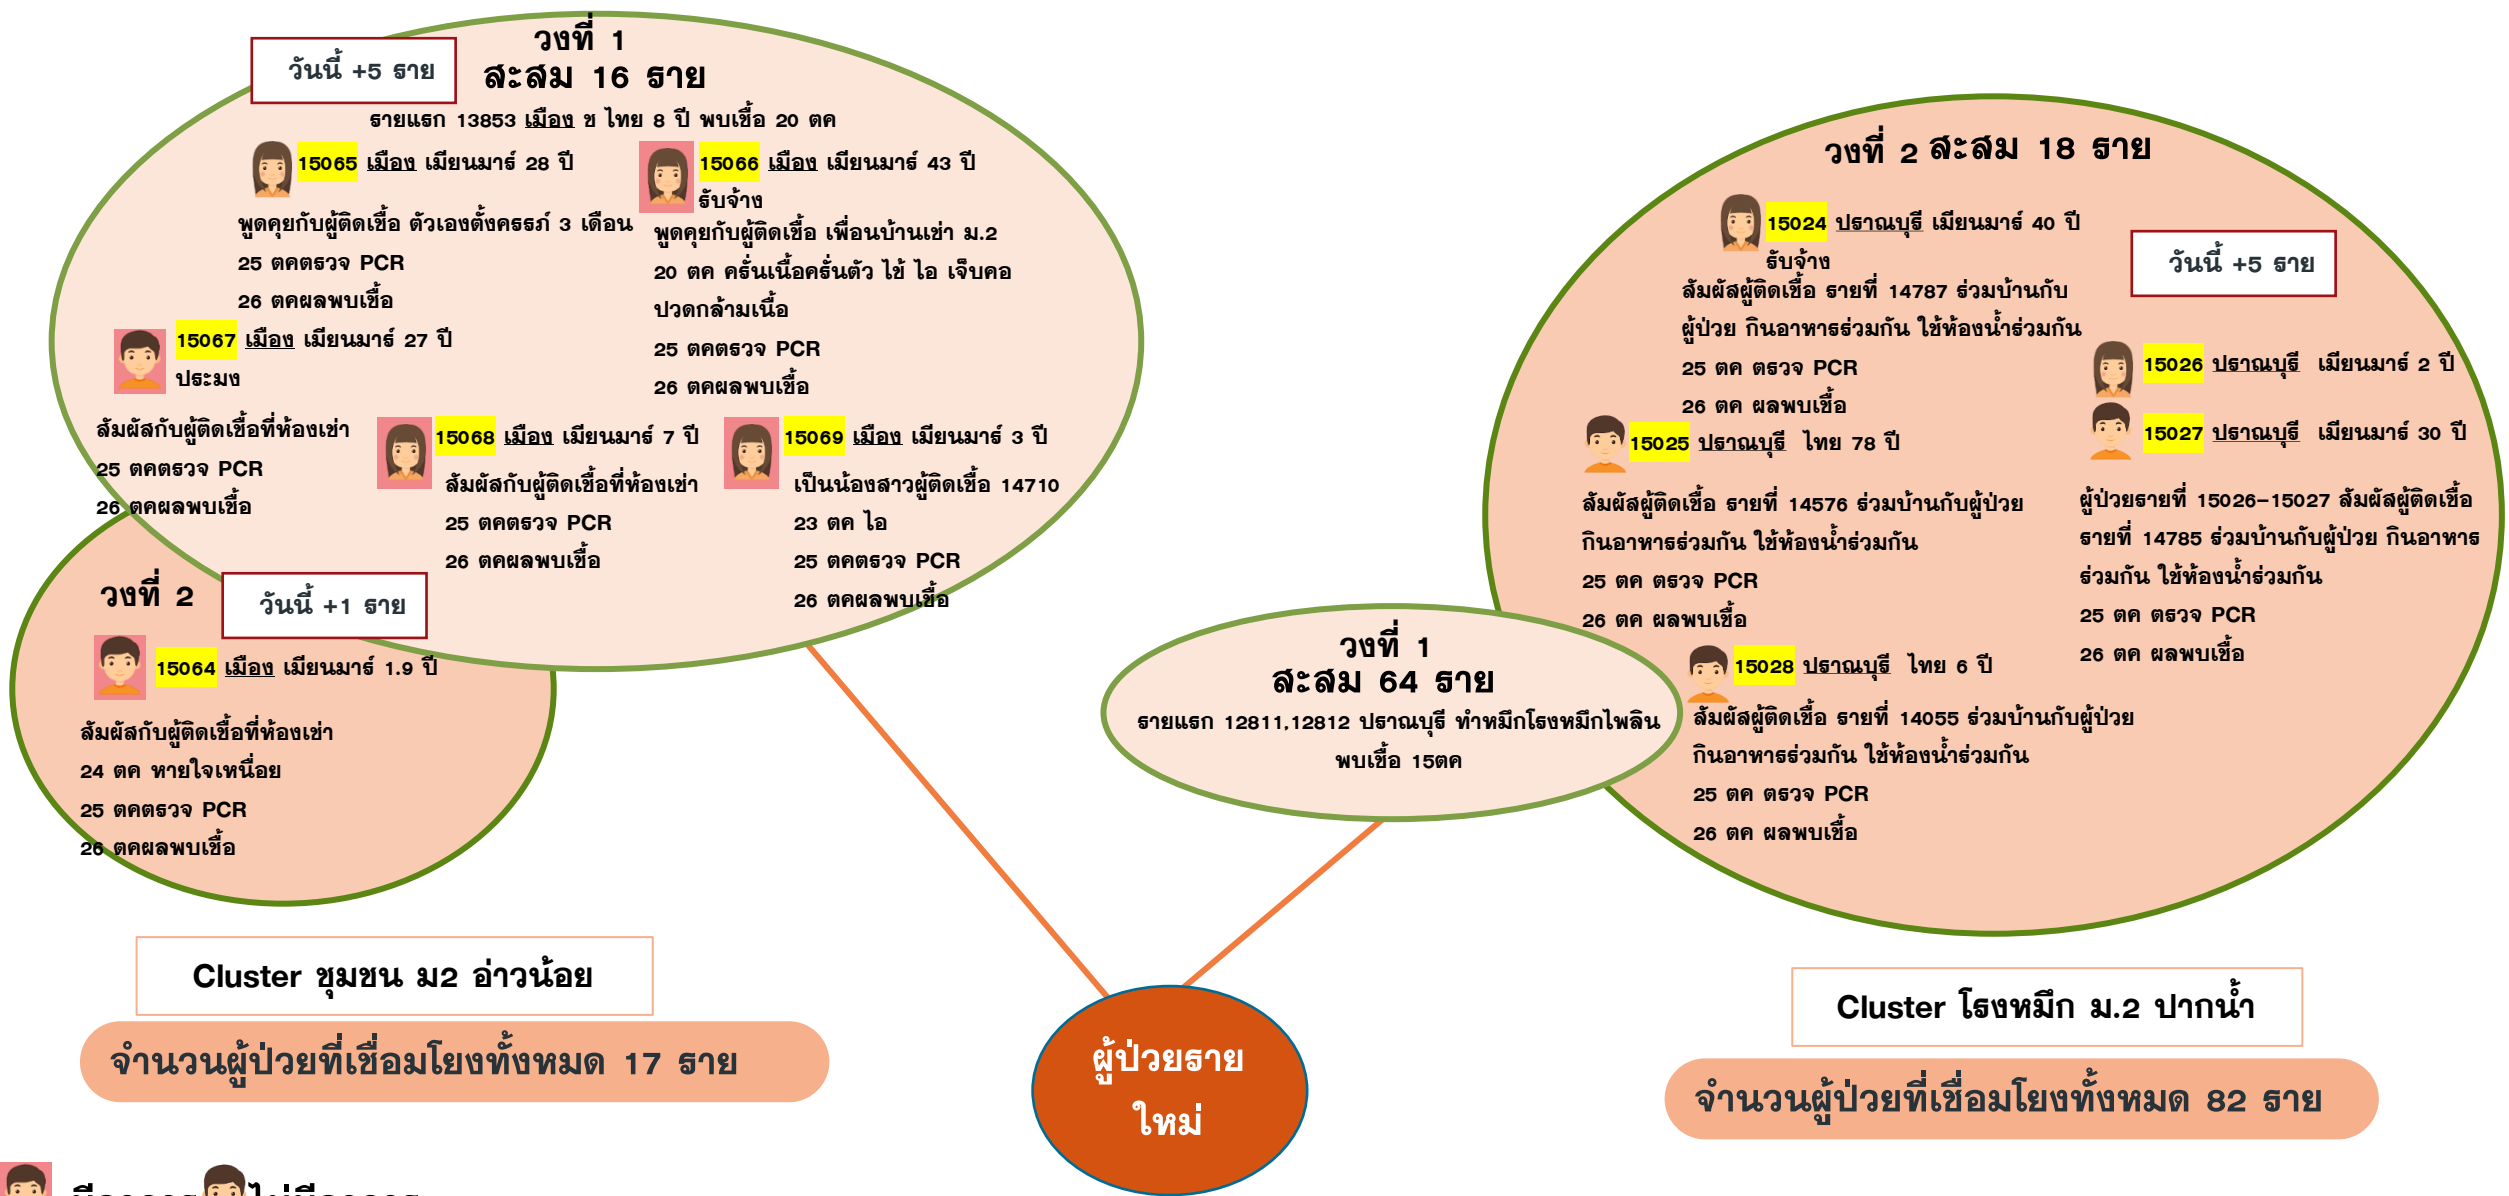 วงที่ 1
สะสม 16 ราย
วันนี้ +5 ราย
รายแรก 13853 เมือง ช ไทย 8 ปี พบเชื้อ 20 ตค
15065 เมือง เมียนมาร์ 28 ปี
พูดคุยกับผู้ติดเชื้อ ตัวเองตั้งครรภ์ 3 เดือน
25 ตคตรวจ PCR
26 ตคผลพบเชื้อ
15066 เมือง เมียนมาร์ 43 ปี
รับจ้าง
พูดคุยกับผู้ติดเชื้อ เพื่อนบ้านเช่า ม.2
20 ตค ครั่นเนื้อครั่นตัว ไข้ ไอ เจ็บคอ
ปวดกล้ามเนื้อ
25 ตคตรวจ PCR
26 ตคผลพบเชื้อ
15067 เมือง เมียนมาร์ 27 ปี
ประมง
สัมผัสกับผู้ติดเชื้อที่ห้องเช่า
25 ตคตรวจ PCR
26 ตคผลพบเชื้อ
15068 เมือง เมียนมาร์ 7 ปี
สัมผัสกับผู้ติดเชื้อที่ห้องเช่า
25 ตคตรวจ PCR
26 ตคผลพบเชื้อ
15069 เมือง เมียนมาร์ 3 ปี
เป็นน้องสาวผู้ติดเชื้อ 14710
23 ตค ไอ
25 ตคตรวจ PCR
26 ตคผลพบเชื้อ
วงที่ 2
วันนี้ +1 ราย
15064 เมือง เมียนมาร์ 1.9 ปี
สัมผัสกับผู้ติดเชื้อที่ห้องเช่า
24 ตค หายใจเหนื่อย
25 ตคตรวจ PCR
26 ตคผลพบเชื้อ
Cluster ชุมชน ม2 อ่าวน้อย
จำนวนผู้ป่วยที่เชื่อมโยงทั้งหมด 17 ราย
วงที่ 2 สะสม 18 ราย
วันนี้ +5 ราย
15024 ปราณบุรี เมียนมาร์ 40 ปี
รับจ้าง
สัมผัสผู้ติดเชื้อ รายที่ 14787 ร่วมบ้านกับ
ผู้ป่วย กินอาหารร่วมกัน ใช้ห้องน้ำร่วมกัน
25 ตค ตรวจ PCR
26 ตค ผลพบเชื้อ
15025 ปราณบุรี ไทย 78 ปี
สัมผัสผู้ติดเชื้อ รายที่ 14576 ร่วมบ้านกับผู้ป่วย
กินอาหารร่วมกัน ใช้ห้องน้ำร่วมกัน
25 ตค ตรวจ PCR
26 ตค ผลพบเชื้อ
15026 ปราณบุรี เมียนมาร์ 2 ปี
15027 ปราณบุรี เมียนมาร์ 30 ปี
ผู้ป่วยรายที่ 15026-15027 สัมผัสผู้ติดเชื้อ
รายที่ 14785 ร่วมบ้านกับผู้ป่วย กินอาหาร
ร่วมกัน ใช้ห้องน้ำร่วมกัน
25 ตค ตรวจ PCR
26 ตค ผลพบเชื้อ
15028 ปราณบุรี ไทย 6 ปี
สัมผัสผู้ติดเชื้อ รายที่ 14055 ร่วมบ้านกับผู้ป่วย
กินอาหารร่วมกัน ใช้ห้องน้ำร่วมกัน
25 ตค ตรวจ PCR
26 ตค ผลพบเชื้อ
วงที่ 1
สะสม 64 ราย
รายแรก 12811,12812 ปราณบุรี ทำหมึกโรงหมึกไพลิน
พบเชื้อ 15ตค
Cluster โรงหมึก ม.2 ปากน้ำ
จำนวนผู้ป่วยที่เชื่อมโยงทั้งหมด 82 ราย
ผู้ป่วยราย
ใหม่